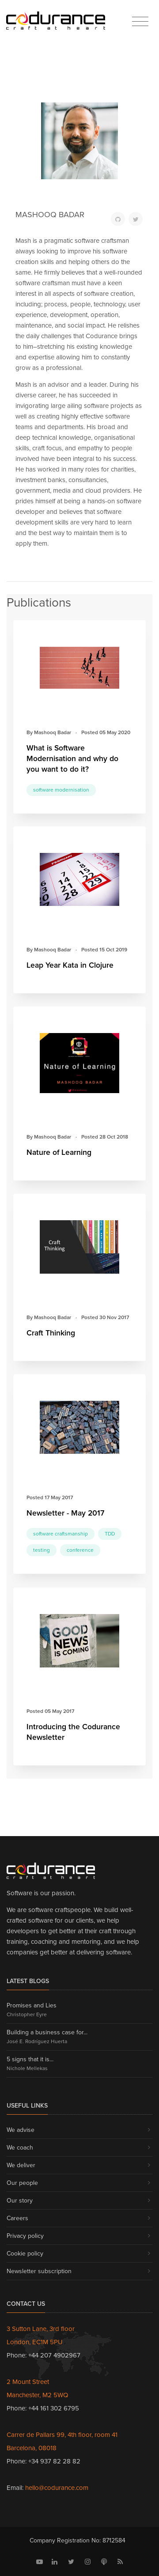 codurance
craft at heart
MASHOOQ BADAR
Mash is a pragmatic software craftsman
always looking to improve his software
creation skills and helping others do the
same. He firmly believes that a well-rounded
software craftsman must have a keen
interest in all aspects of software creation,
including; process, technology, user
experience, development, operation,
maintenance, and social impact. He relishes
the daily challenges that Codurance brings
to him–stretching his existing knowledge
and expertise allowing him to constantly
grow as a professional.
Mash is an advisor and a leader. During his
diverse career, he has succeeded in
invigorating large ailing software projects as
well as creating highly effective software
teams and departments. His broad and
deep technical knowledge, organisational
skills, craft focus, and empathy to people
involved have been integral to his success.
He has worked in many roles for charities,
investment banks, consultancies,
government, media and cloud providers. He
prides himself at being a hands-on software
developer and believes that software
development skills are very hard to learn
and the best way to maintain them is to
apply them.
Publications
By Mashooq Badar - Posted 05 May 2020
What is Software
Modernisation and why do
you want to do it?
software modernisation
7 1
14 8
21 15
28 22
29
By Mashooq Badar - Posted 15 Oct 2019
Leap Year Kata in Closure
Nature of Learning
MASHOOQ BADAR
By Mashooq Badar - Posted 28 Oct 2018
Nature of Learning
Craft
Thinking
By Mashooq Badar - Posted 30 Nov 2017
Craft Thinking
Posted 17 May 2017
Newsletter - May 2017
software craftsmanship TDD
testing conference
GOOD
NEWS
IS
COMING
Posted 05 May 2017
Introducing the Codurance
Newsletter
codurance
craft at heart
Software is our passion.
We are software craftspeople. We build well-
crafted software for our clients, we help
developers to get better at their craft through
training, coaching and mentoring, and we help
companies get better at delivering software.
LATEST BLOGS
Promises and Lies
Christopher Eyre
Building a business case for...
José E. Rodríguez Huerta
5 signs that it is...
Nichole Mellekas
USEFUL LINKS
We advise
We coach
We deliver
Our people
Our story
Careers
Privacy policy
Cookie policy
Newsletter subscription
CONTACT US
3 Sutton Lane, 3rd floor
London, EC1M 5PU
Phone: +44 207 4902967
2 Mount Street
Manchester, M2 5WQ
Phone: +44 161 302 6795
Carrer de Pallars 99, 4th floor, room 41
Barcelona, 08018
Phone: +34 937 82 28 82
Email: hello@codurance.com
Company Registration No: 8712584